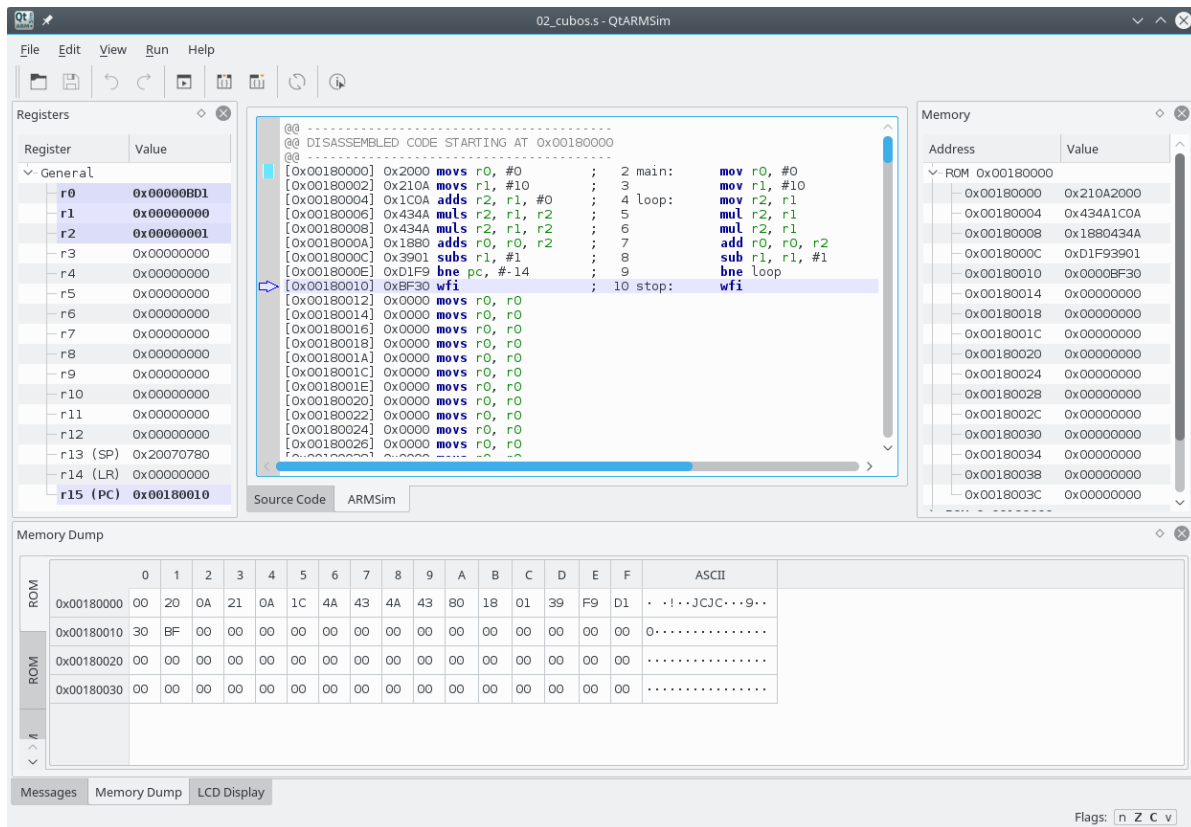 Qt ARM 02_cubos.s - QtARMSim
File Edit View Run Help
Registers
Register Value
General
r0 0x00000BD1
r1 0x00000000
r2 0x00000001
r3 0x00000000
r4 0x00000000
r5 0x00000000
r6 0x00000000
r7 0x00000000
r8 0x00000000
r9 0x00000000
r10 0x00000000
r11 0x00000000
r12 0x00000000
r13 (SP) 0x20070780
r14 (LR) 0x00000000
r15 (PC) 0x00180010
@@ ----------------------------------------
@@ DISASSEMBLED CODE STARTING AT 0x00180000
@@ ----------------------------------------
[0x00180000] 0x2000 movs r0, #0 ; 2 main: mov r0, #0
[0x00180002] 0x210A movs r1, #10 ; 3 mov r1, #10
[0x00180004] 0x1C0A adds r2, r1, #0 ; 4 loop: mov r2, r1
[0x00180006] 0x434A muls r2, r1, r2 ; 5 mul r2, r1
[0x00180008] 0x434A muls r2, r1, r2 ; 6 mul r2, r1
[0x0018000A] 0x1880 adds r0, r0, r2 ; 7 add r0, r0, r2
[0x0018000C] 0x3901 subs r1, #1 ; 8 sub r1, r1, #1
[0x0018000E] 0xD1F9 bne pc, #-14 ; 9 bne loop
[0x00180010] 0xBF30 wfi ; 10 stop: wfi
[0x00180012] 0x0000 movs r0, r0
[0x00180014] 0x0000 movs r0, r0
[0x00180016] 0x0000 movs r0, r0
[0x00180018] 0x0000 movs r0, r0
[0x0018001A] 0x0000 movs r0, r0
[0x0018001C] 0x0000 movs r0, r0
[0x0018001E] 0x0000 movs r0, r0
[0x00180020] 0x0000 movs r0, r0
[0x00180022] 0x0000 movs r0, r0
[0x00180024] 0x0000 movs r0, r0
[0x00180026] 0x0000 movs r0, r0
Source Code ARMSim
Memory
Address Value
ROM 0x00180000
0x00180000 0x210A2000
0x00180004 0x434A1C0A
0x00180008 0x1880434A
0x0018000C 0xD1F93901
0x00180010 0x0000BF30
0x00180014 0x00000000
0x00180018 0x00000000
0x0018001C 0x00000000
0x00180020 0x00000000
0x00180024 0x00000000
0x00180028 0x00000000
0x0018002C 0x00000000
0x00180030 0x00000000
0x00180034 0x00000000
0x00180038 0x00000000
0x0018003C 0x00000000
Memory Dump
ROM
ROM
0 1 2 3 4 5 6 7 8 9 A B C D E F ASCII
0x00180000 00 20 0A 21 0A 1C 4A 43 4A 43 80 18 01 39 F9 D1 · ·!··JCJC···9··
0x00180010 30 BF 00 00 00 00 00 00 00 00 00 00 00 00 00 00 0···············
0x00180020 00 00 00 00 00 00 00 00 00 00 00 00 00 00 00 00 ················
0x00180030 00 00 00 00 00 00 00 00 00 00 00 00 00 00 00 00 ················
Messages Memory Dump LCD Display
Flags: n Z C v